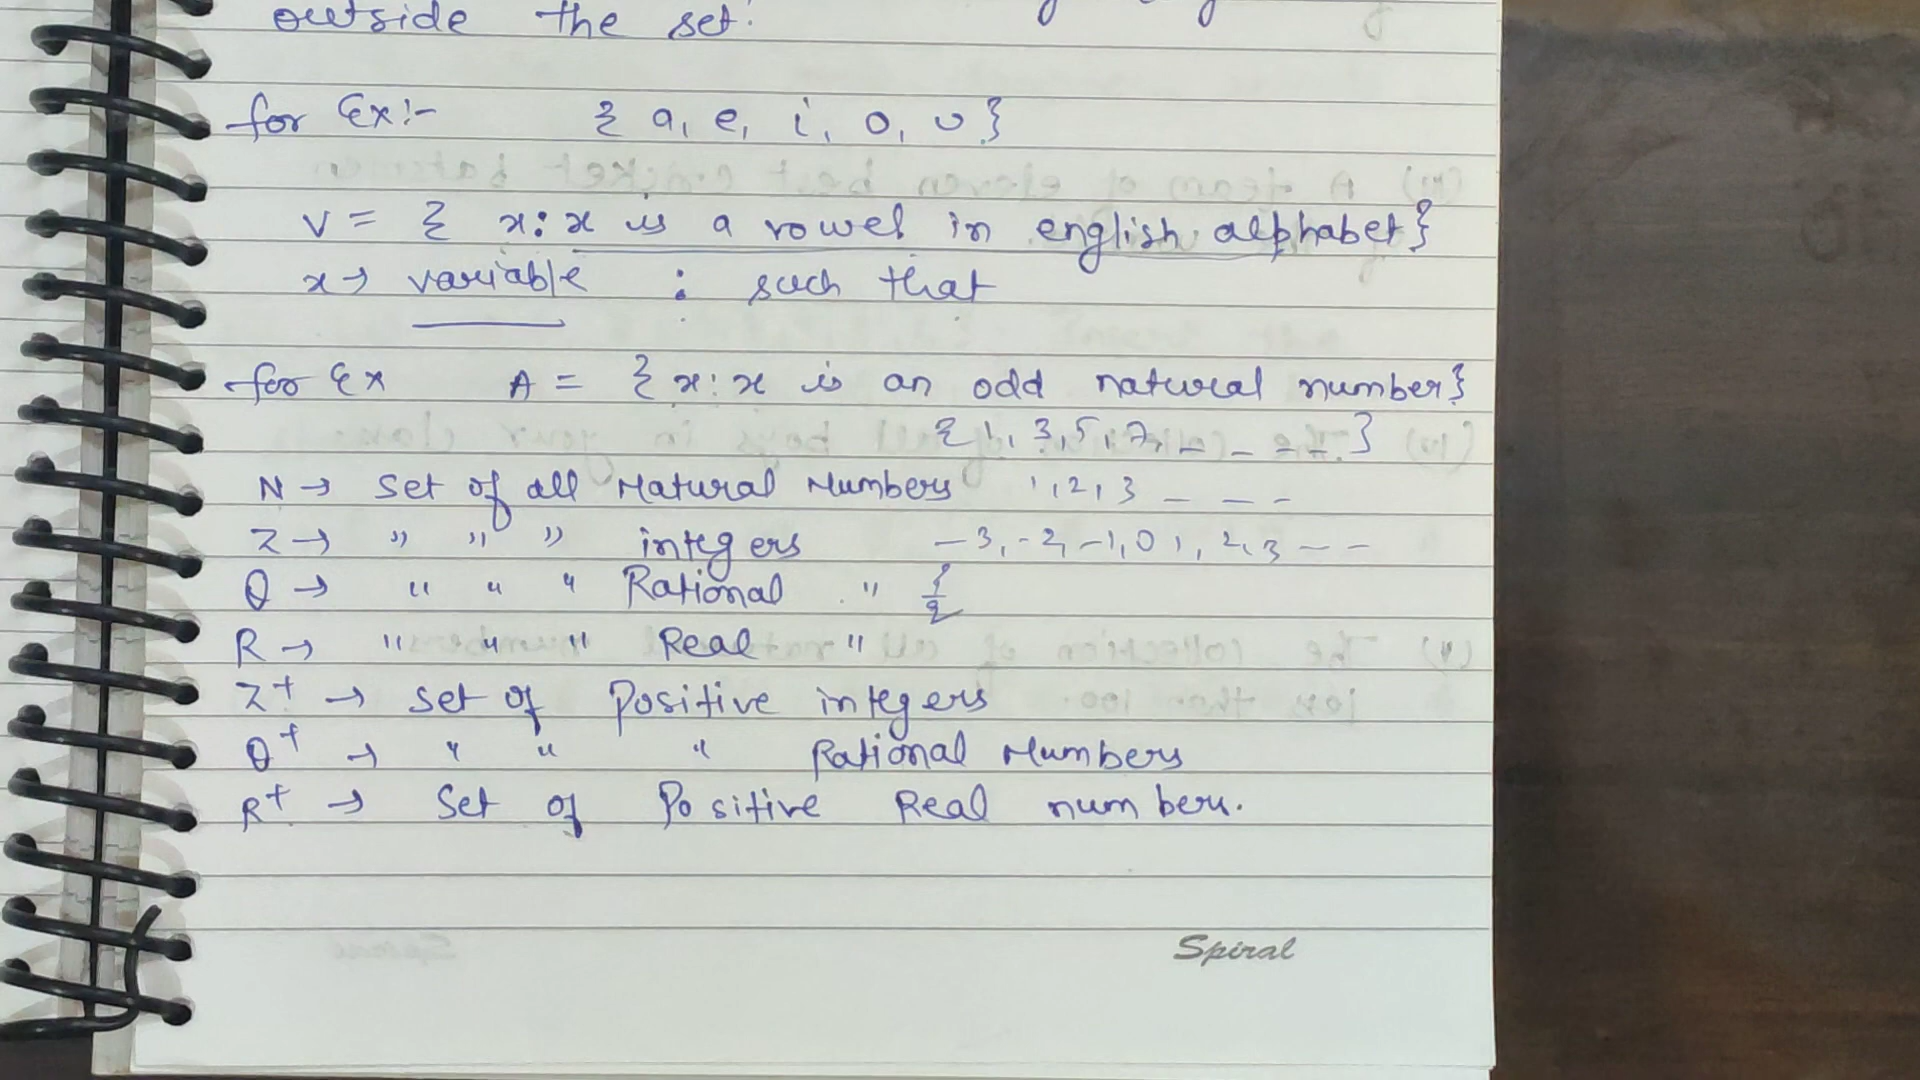 outside the set.
for Ex:- { a, e, i, o, u }
V = { x : x is a vowel in english alphabet}
x → variable : such that
for Ex A = { x : x is an odd natural number}
{ 1, 3, 5, 7, _ _ _ _ }
N → set of all Natural Numbers 1, 2, 3 _ _ _
Z → " " " integers -3, -2, -1, 0 1, 2, 3 _ _
Q → " " " Rational "
R → " " " Real "
Z+ → set of Positive integers
Q+ → " " " Rational Numbers
R+ → Set of Positive Real numbers.
Spiral